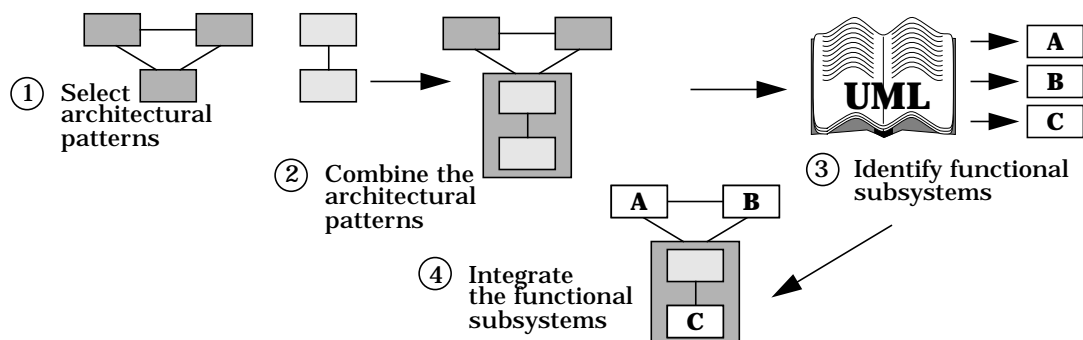 1 Select
architectural
patterns
2 Combine the
architectural
patterns
UML
A
B
C
3 Identify functional
subsystems
A B
4 Integrate
the functional
subsystems
C